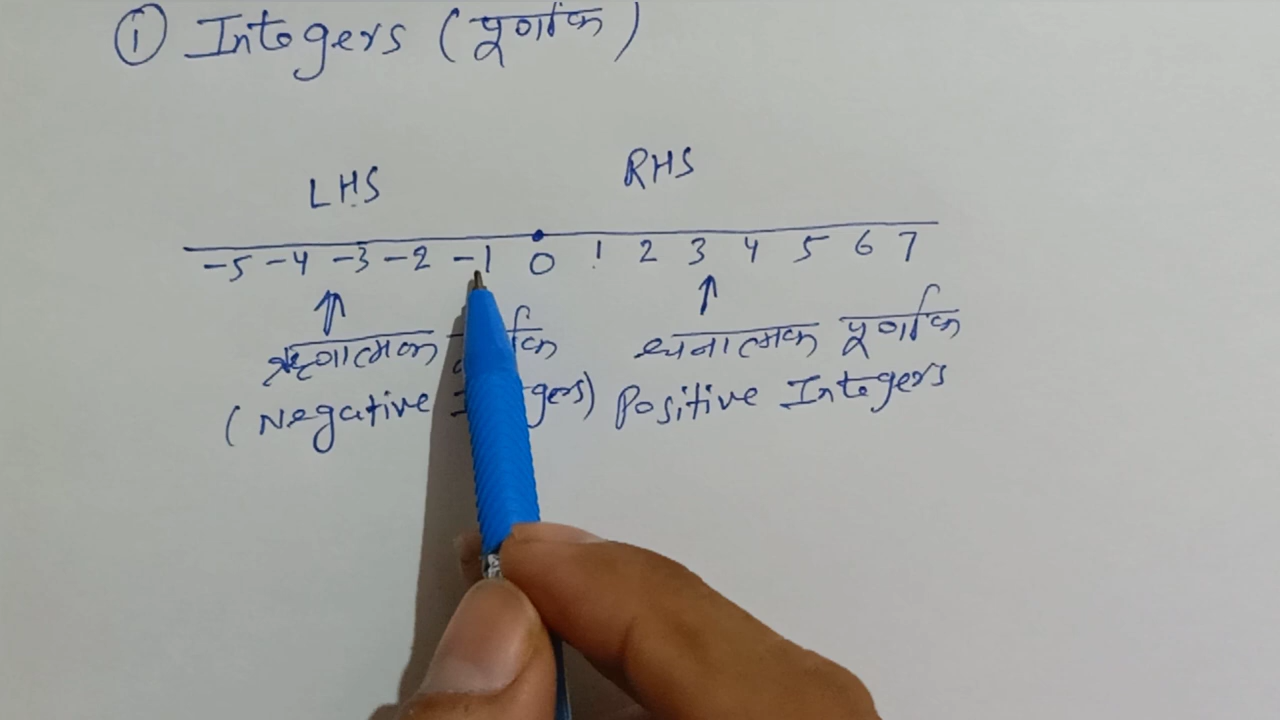 ① Integers (पूर्णांक)
LHS RHS
-5 -4 -3 -2 -1 0 1 2 3 4 5 6 7
ऋणात्मक धनात्मक पूर्णांक
(Negative Positive Integers